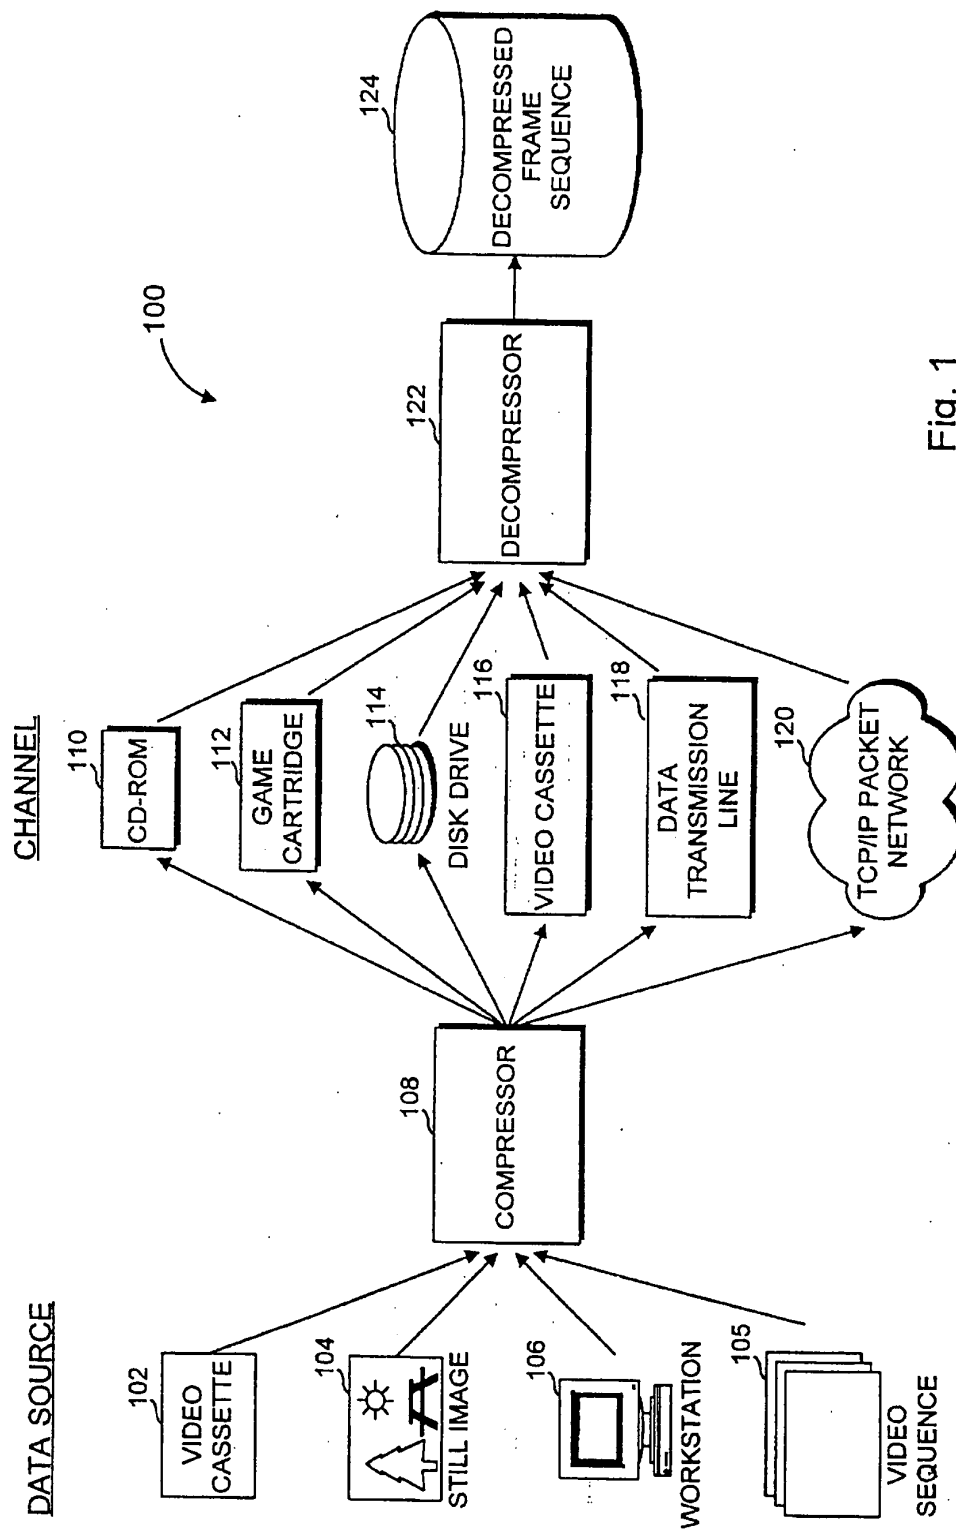 DATA SOURCE
102
VIDEO
CASSETTE
104
STILL IMAGE
106
WORKSTATION
105
VIDEO
SEQUENCE
108
COMPRESSOR
CHANNEL
110
CD-ROM
112
GAME
CARTRIDGE
114
DISK DRIVE
116
VIDEO CASSETTE
118
DATA
TRANSMISSION
LINE
120
TCP/IP PACKET
NETWORK
100
122
DECOMPRESSOR
124
DECOMPRESSED
FRAME
SEQUENCE
Fig. 1